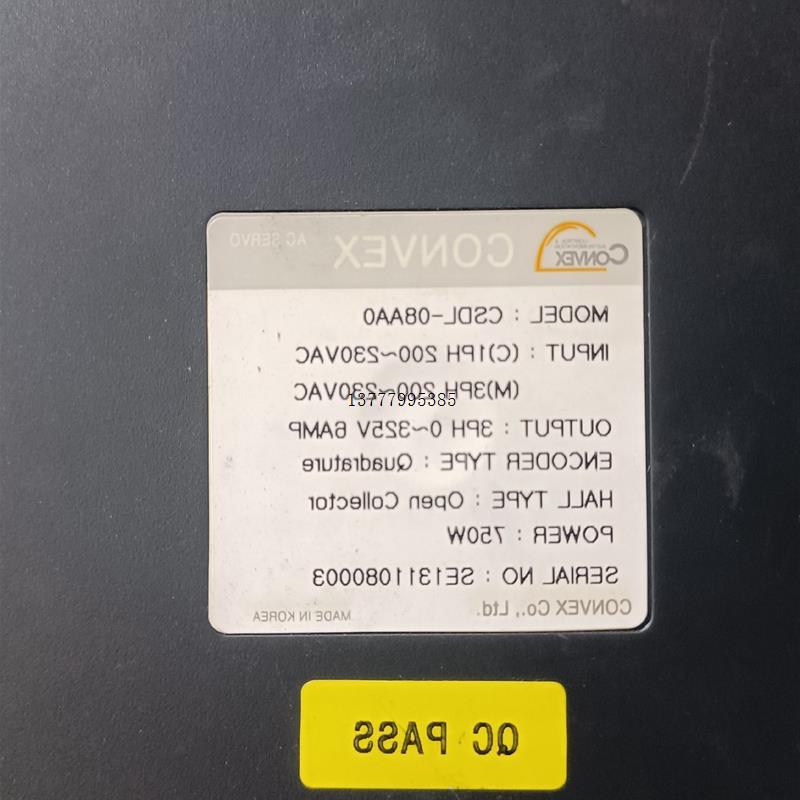 CONVEX
CONTROL &
AUTOMATION
CONVEX AC SERVO
MODEL : CSDL-08AA0
INPUT : (C)1PH 200~230VAC
(M)3PH 200~230VAC
13777995385
OUTPUT : 3PH 0~325V 6AMP
ENCODER TYPE : Quadrature
HALL TYPE : Open Collector
POWER : 750W
SERIAL NO : SE1311080003
CONVEX Co., Ltd. MADE IN KOREA
QC PASS